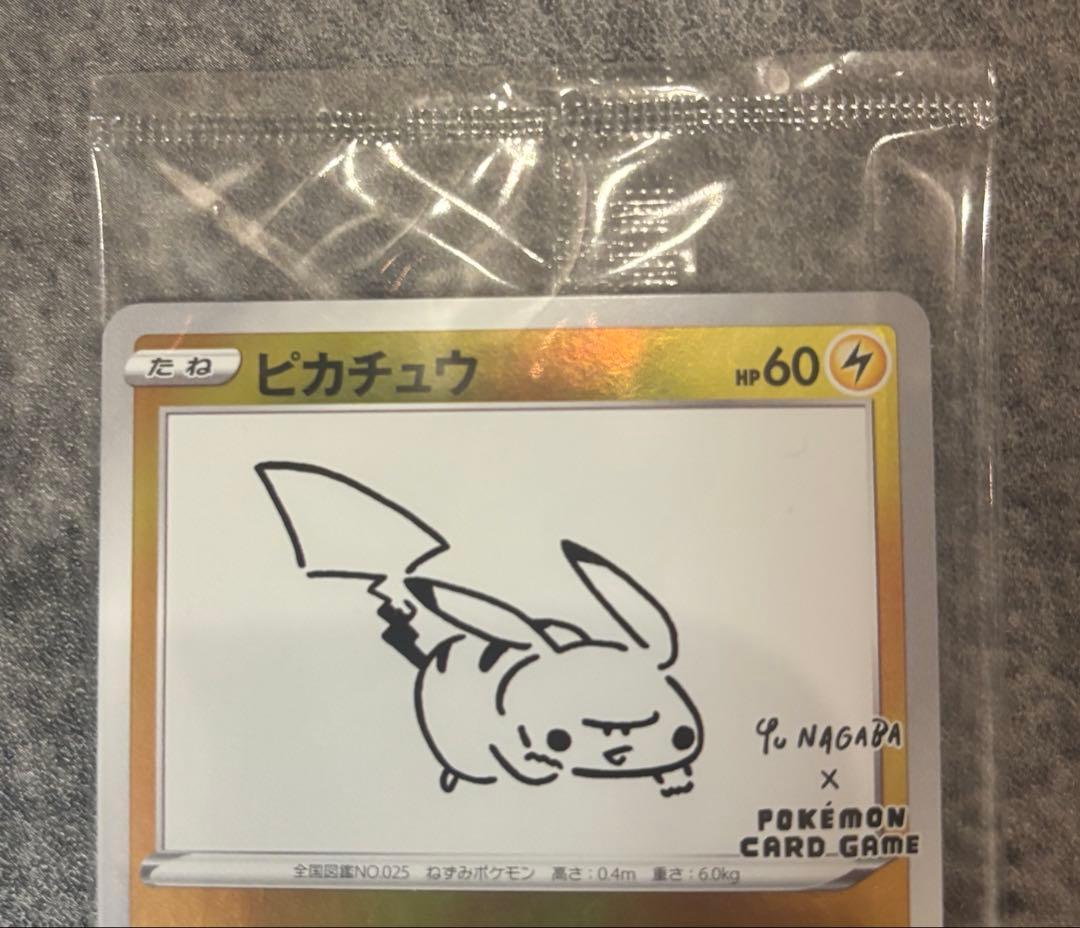 たね ピカチュウ HP60
Yu NAGABA
×
POKÉMON
CARD GAME
全国図鑑NO.025 ねずみポケモン 高さ:0.4m 重さ:6.0kg